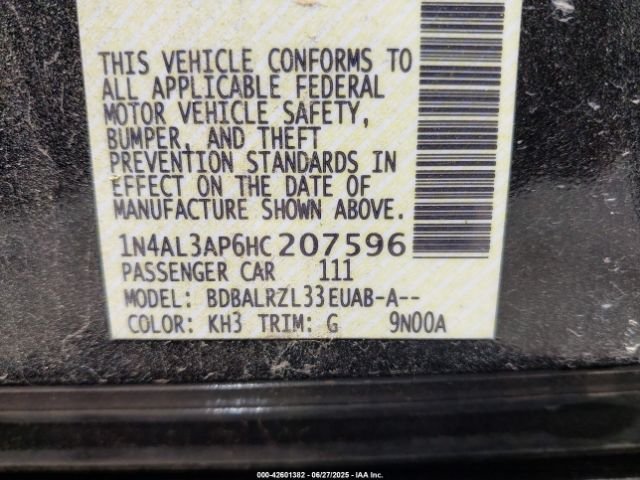 THIS VEHICLE CONFORMS TO
ALL APPLICABLE FEDERAL
MOTOR VEHICLE SAFETY,
BUMPER, AND THEFT
PREVENTION STANDARDS IN
EFFECT ON THE DATE OF
MANUFACTURE SHOWN ABOVE.
1N4AL3AP6HC207596
PASSENGER CAR 111
MODEL: BDBALRZL33EUAB-A--
COLOR: KH3 TRIM: G 9N00A
000-42601382 | 06/27/2025 | IAA Inc.